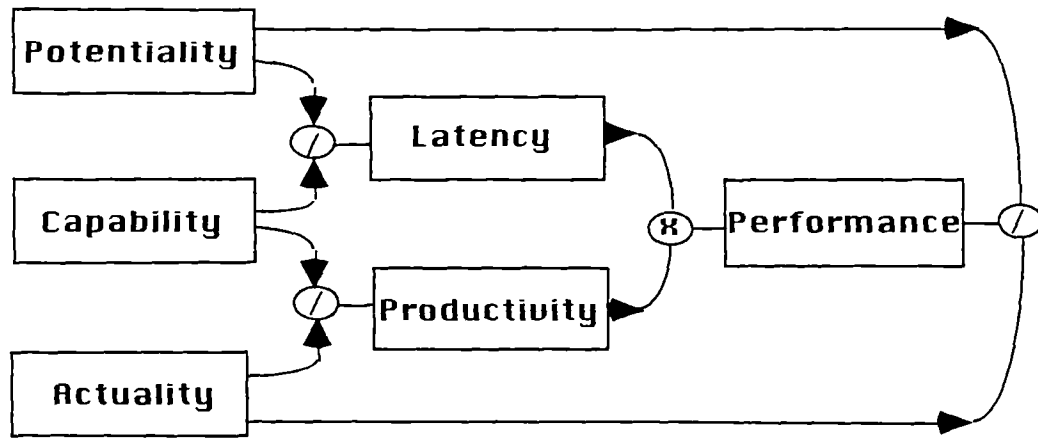 Potentiality
/
Latency
Capability
X
Performance
/
/
Productivity
Actuality